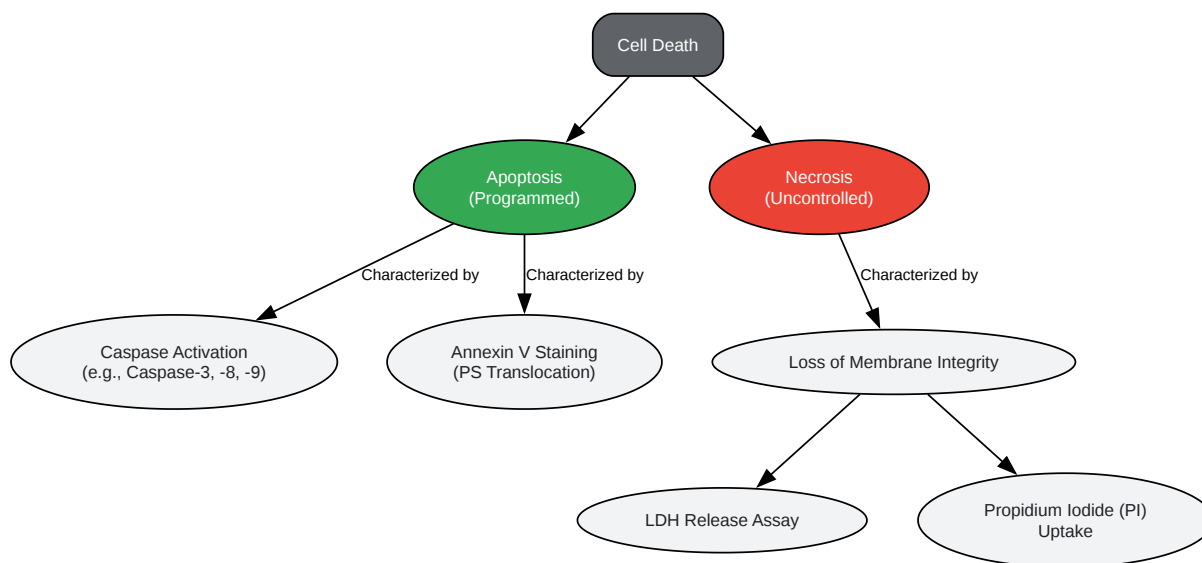 Cell Death
Apoptosis
(Programmed)
Necrosis
(Uncontrolled)
Characterized by
Characterized by
Characterized by
Caspase Activation
(e.g., Caspase-3, -8, -9)
Annexin V Staining
(PS Translocation)
Loss of Membrane Integrity
LDH Release Assay
Propidium Iodide (PI)
Uptake